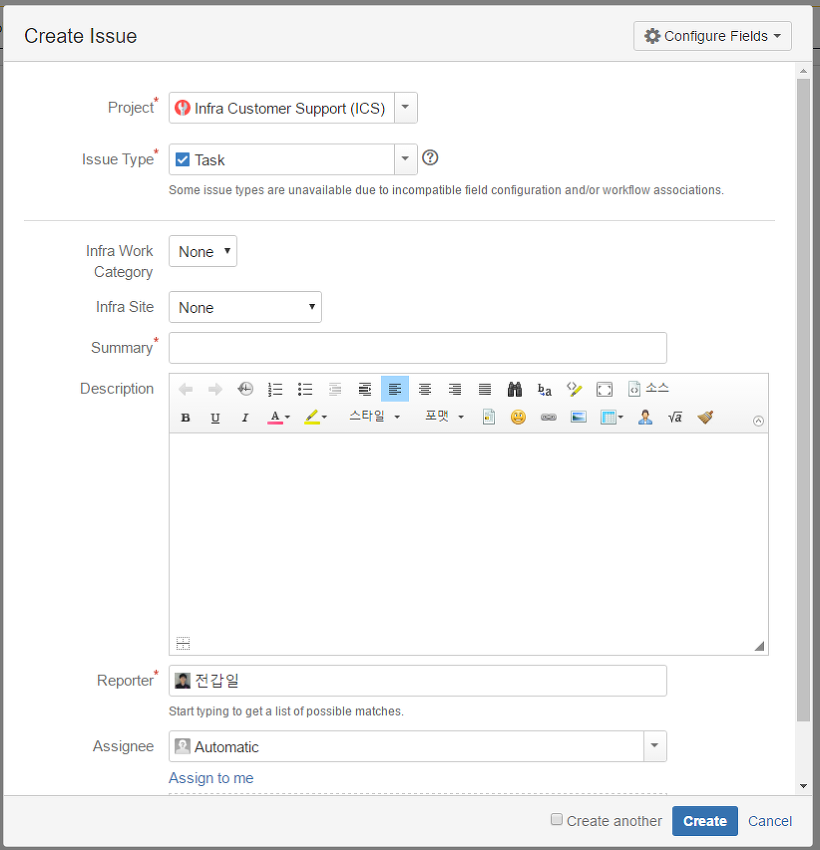 Create Issue
Configure Fields
Project*
Infra Customer Support (ICS)
Issue Type*
Task
Some issue types are unavailable due to incompatible field configuration and/or workflow associations.
Infra Work
Category
None
Infra Site
None
Summary*
Description
소스
B U I A 스타일 포맷 √a
Reporter*
전갑일
Start typing to get a list of possible matches.
Assignee
Automatic
Assign to me
Create another
Create
Cancel